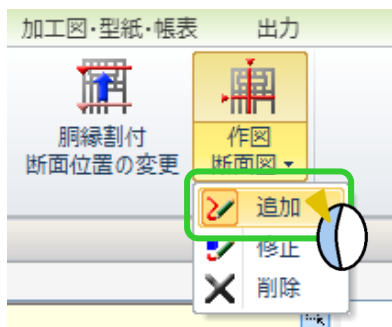 加工図・型紙・帳表 出力
胴縁割付
断面位置の変更
作図
断面図
追加
修正
削除